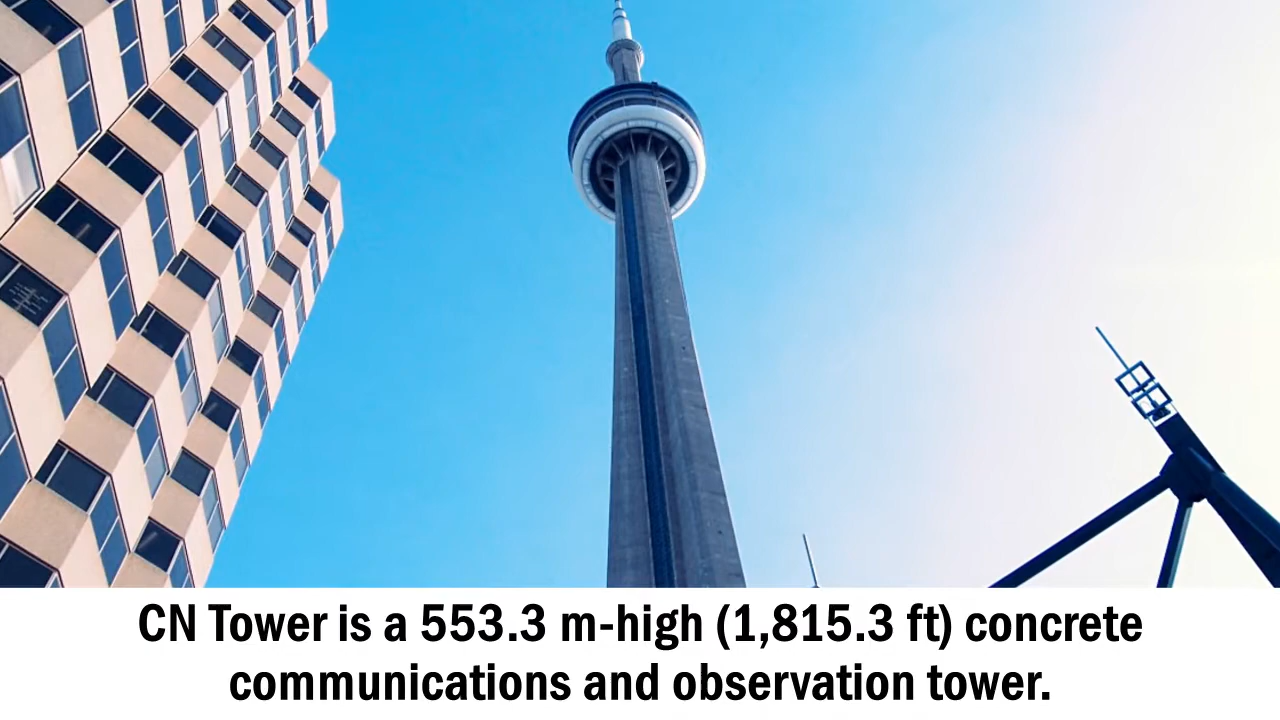 CN Tower is a 553.3 m-high (1,815.3 ft) concrete
communications and observation tower.